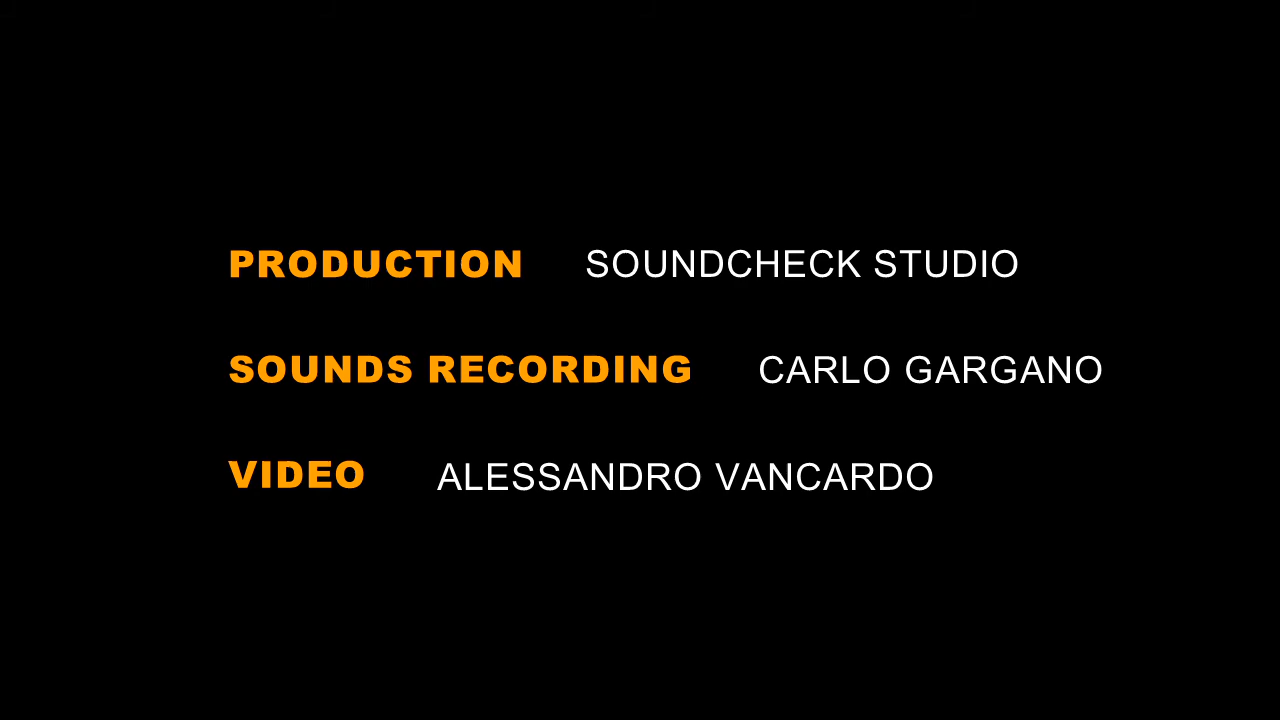 PRODUCTION SOUNDCHECK STUDIO
SOUNDS RECORDING CARLO GARGANO
VIDEO ALESSANDRO VANCARDO